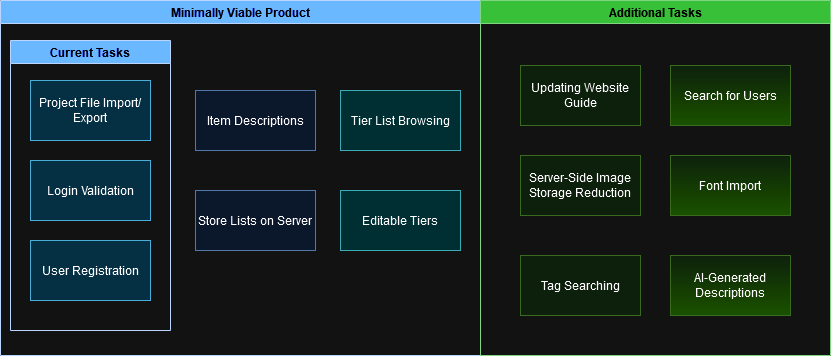 Minimally Viable Product
Additional Tasks
Current Tasks
Project File Import/
Export
Login Validation
User Registration
Item Descriptions
Tier List Browsing
Store Lists on Server
Editable Tiers
Updating Website
Guide
Search for Users
Server-Side Image
Storage Reduction
Font Import
Tag Searching
AI-Generated
Descriptions